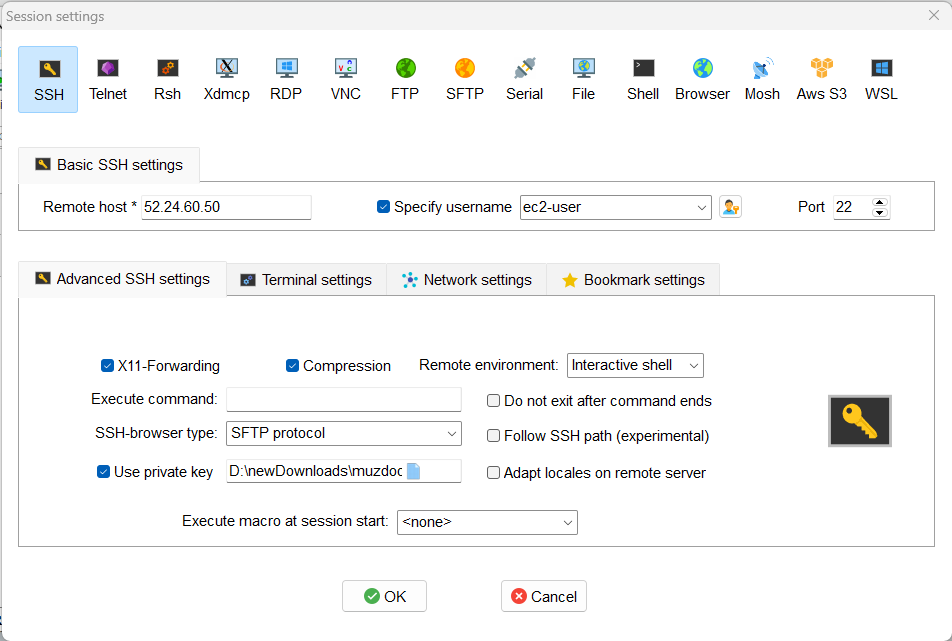 Session settings
SSH Telnet Rsh Xdmcp RDP VNC FTP SFTP Serial File Shell Browser Mosh Aws S3 WSL
Basic SSH settings
Remote host * 52.24.60.50 Specify username ec2-user Port 22
Advanced SSH settings Terminal settings Network settings Bookmark settings
X11-Forwarding Compression Remote environment: Interactive shell
Execute command: Do not exit after command ends
SSH-browser type: SFTP protocol Follow SSH path (experimental)
Use private key D:\newDownloads\muzdoc Adapt locales on remote server
Execute macro at session start: <none>
OK Cancel